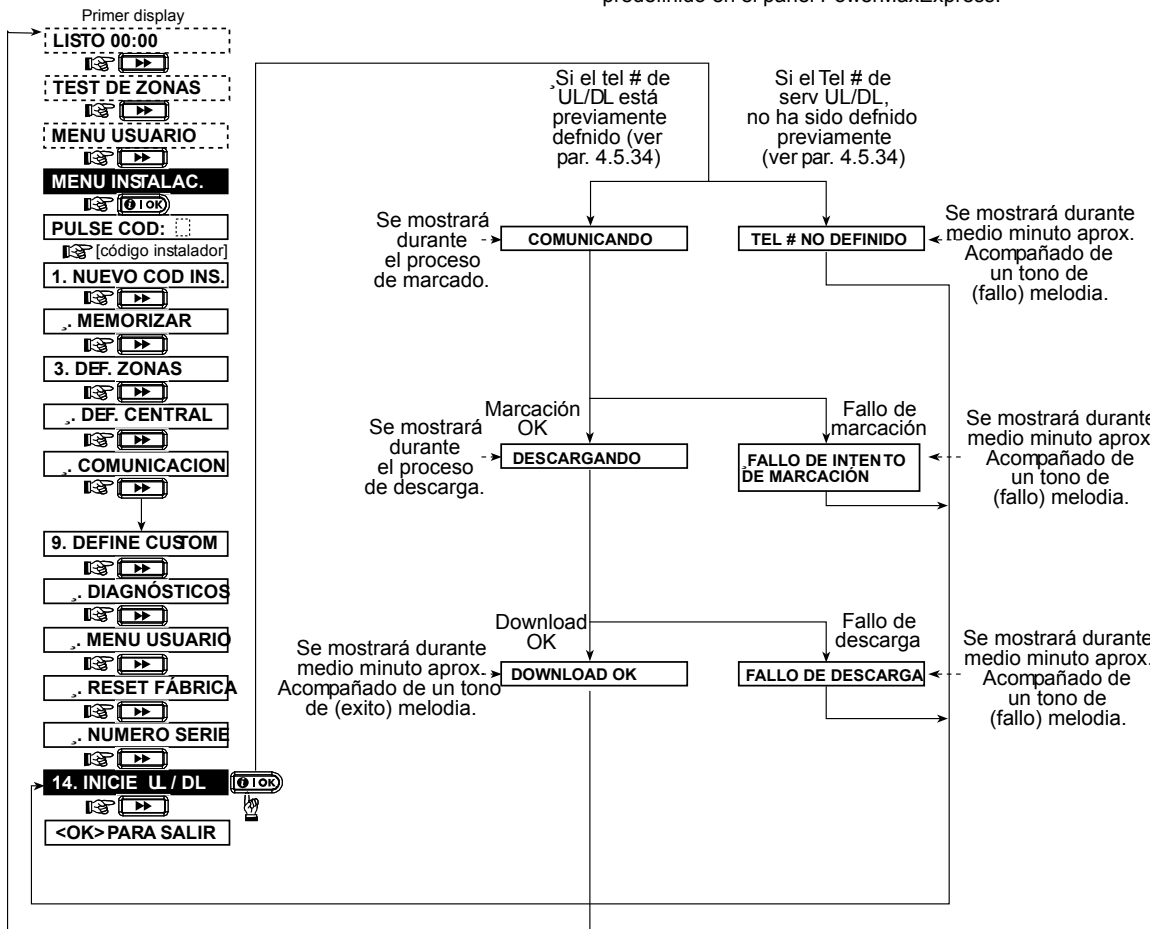 predefinido en el panel PowerMaxExpress.
Primer display
LISTO 00:00
TEST DE ZONAS
MENU USUARIO
MENU INSTALAC.
i | OK
PULSE COD:
[código instalador]
1. NUEVO COD INS.
. MEMORIZAR
3. DEF. ZONAS
. DEF. CENTRAL
. COMUNICACION
9. DEFINE CUSTOM
. DIAGNÓSTICOS
. MENU USUARIO
. RESET FÁBRICA
. NUMERO SERIE
14. INICIE UL / DL
i | OK
<OK> PARA SALIR
Si el tel # de
UL/DL está
previamente
defnido (ver
par. 4.5.34)
Si el Tel # de
serv UL/DL,
no ha sido defnido
previamente
(ver par. 4.5.34)
Se mostrará
durante
el proceso
de marcado.
COMUNICANDO
TEL # NO DEFINIDO
Se mostrará durante
medio minuto aprox.
Acompañado de
un tono de
(fallo) melodia.
Marcación
OK
Fallo de
marcación
Se mostrará
durante
el proceso
de descarga.
DESCARGANDO
FALLO DE INTENTO
DE MARCACIÓN
Se mostrará durante
medio minuto aprox
Acompañado de
un tono de
(fallo) melodia.
Download
OK
Fallo de
descarga
Se mostrará durante
medio minuto aprox.
Acompañado de un tono
de (exito) melodia.
DOWNLOAD OK
FALLO DE DESCARGA
Se mostrará durante
medio minuto aprox.
Acompañado de
un tono de
(fallo) melodia.